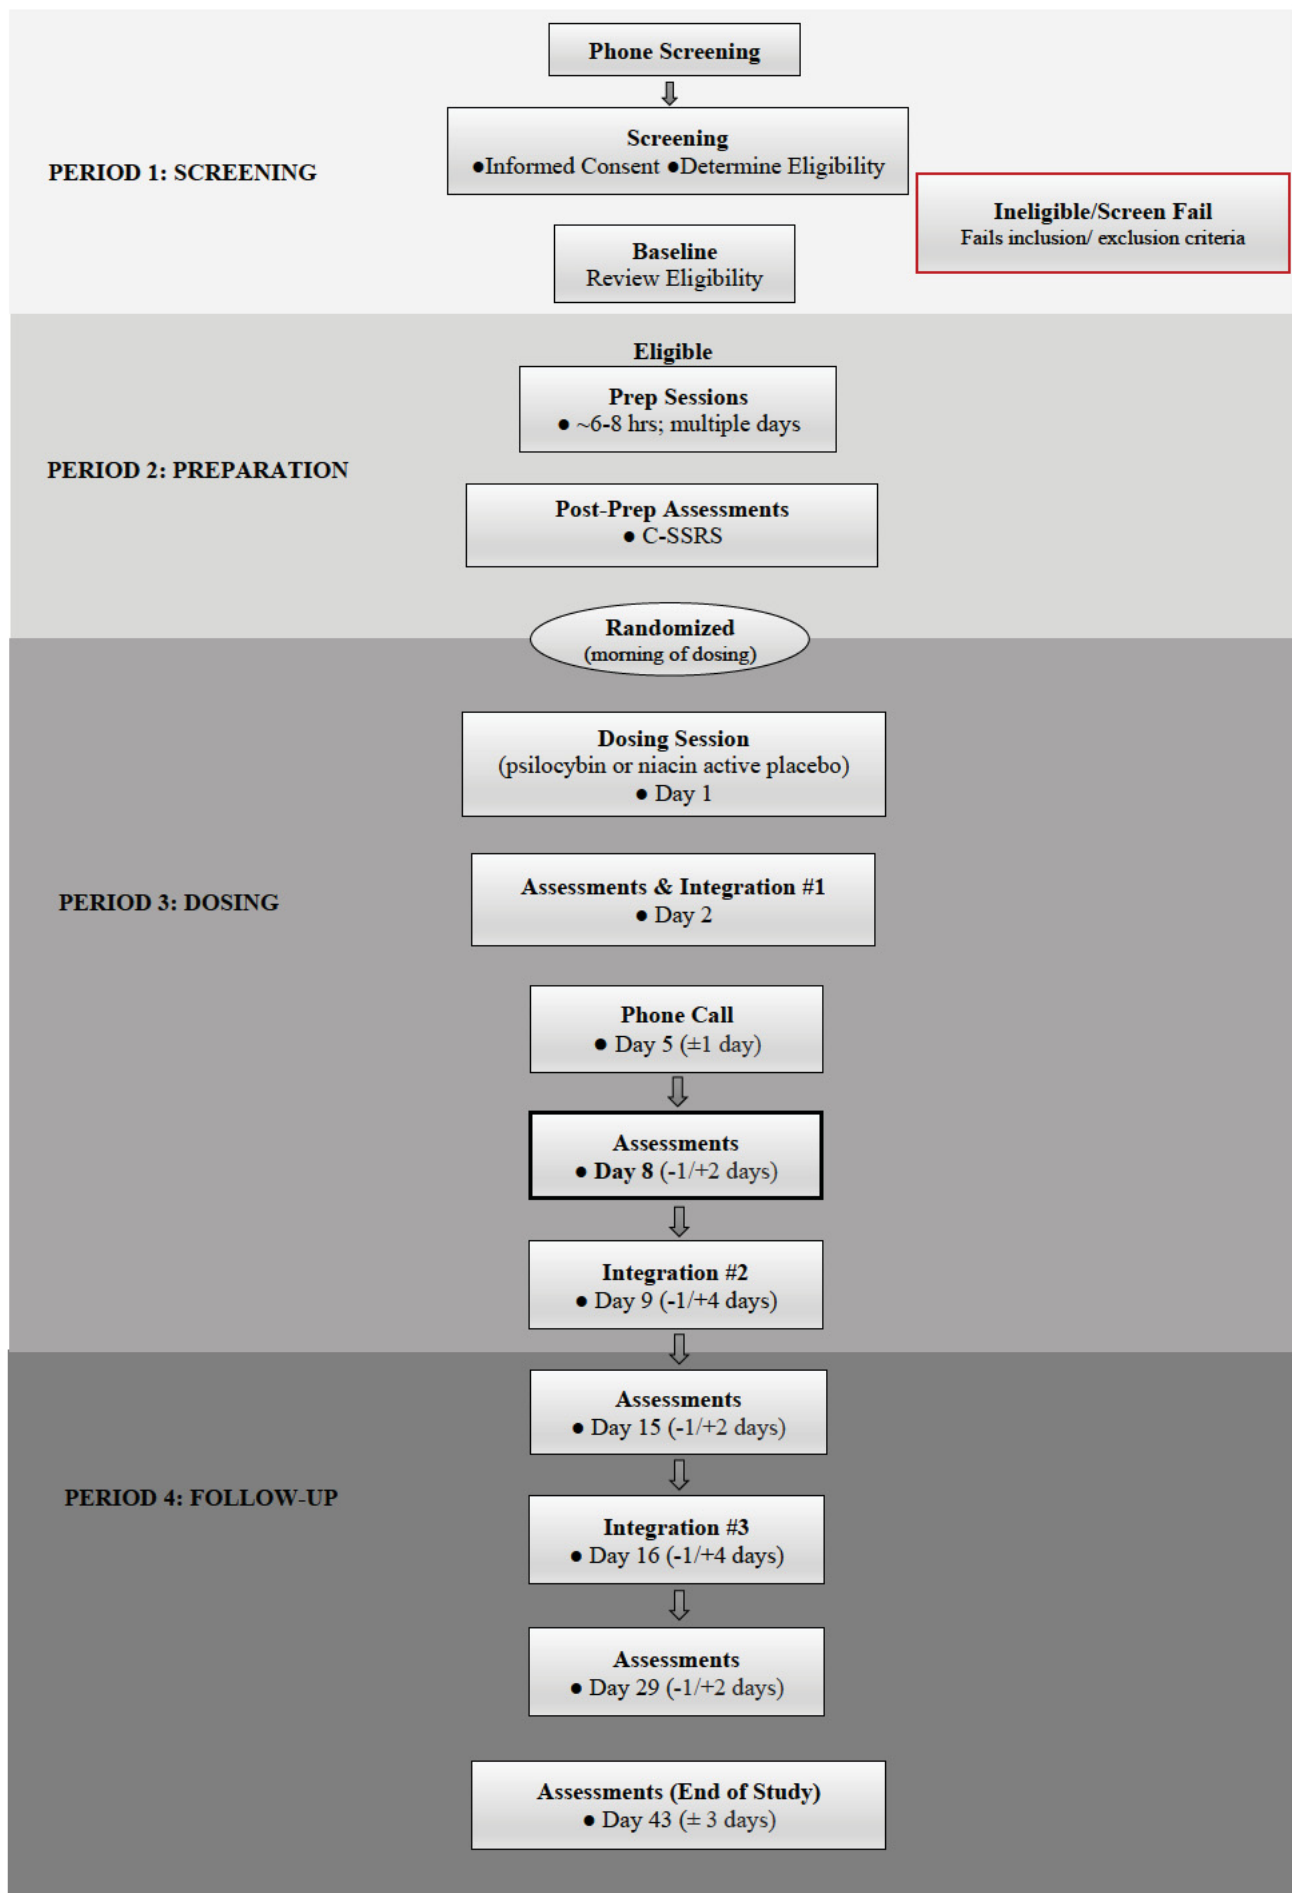 Phone Screening
Screening
●Informed Consent ●Determine Eligibility
PERIOD 1: SCREENING
Ineligible/Screen Fail
Fails inclusion/ exclusion criteria
Baseline
Review Eligibility
Eligible
Prep Sessions
● ~6-8 hrs; multiple days
PERIOD 2: PREPARATION
Post-Prep Assessments
● C-SSRS
Randomized
(morning of dosing)
Dosing Session
(psilocybin or niacin active placebo)
● Day 1
Assessments & Integration #1
● Day 2
PERIOD 3: DOSING
Phone Call
● Day 5 (±1 day)
Assessments
● Day 8 (-1/+2 days)
Integration #2
● Day 9 (-1/+4 days)
Assessments
● Day 15 (-1/+2 days)
PERIOD 4: FOLLOW-UP
Integration #3
● Day 16 (-1/+4 days)
Assessments
● Day 29 (-1/+2 days)
Assessments (End of Study)
● Day 43 (± 3 days)